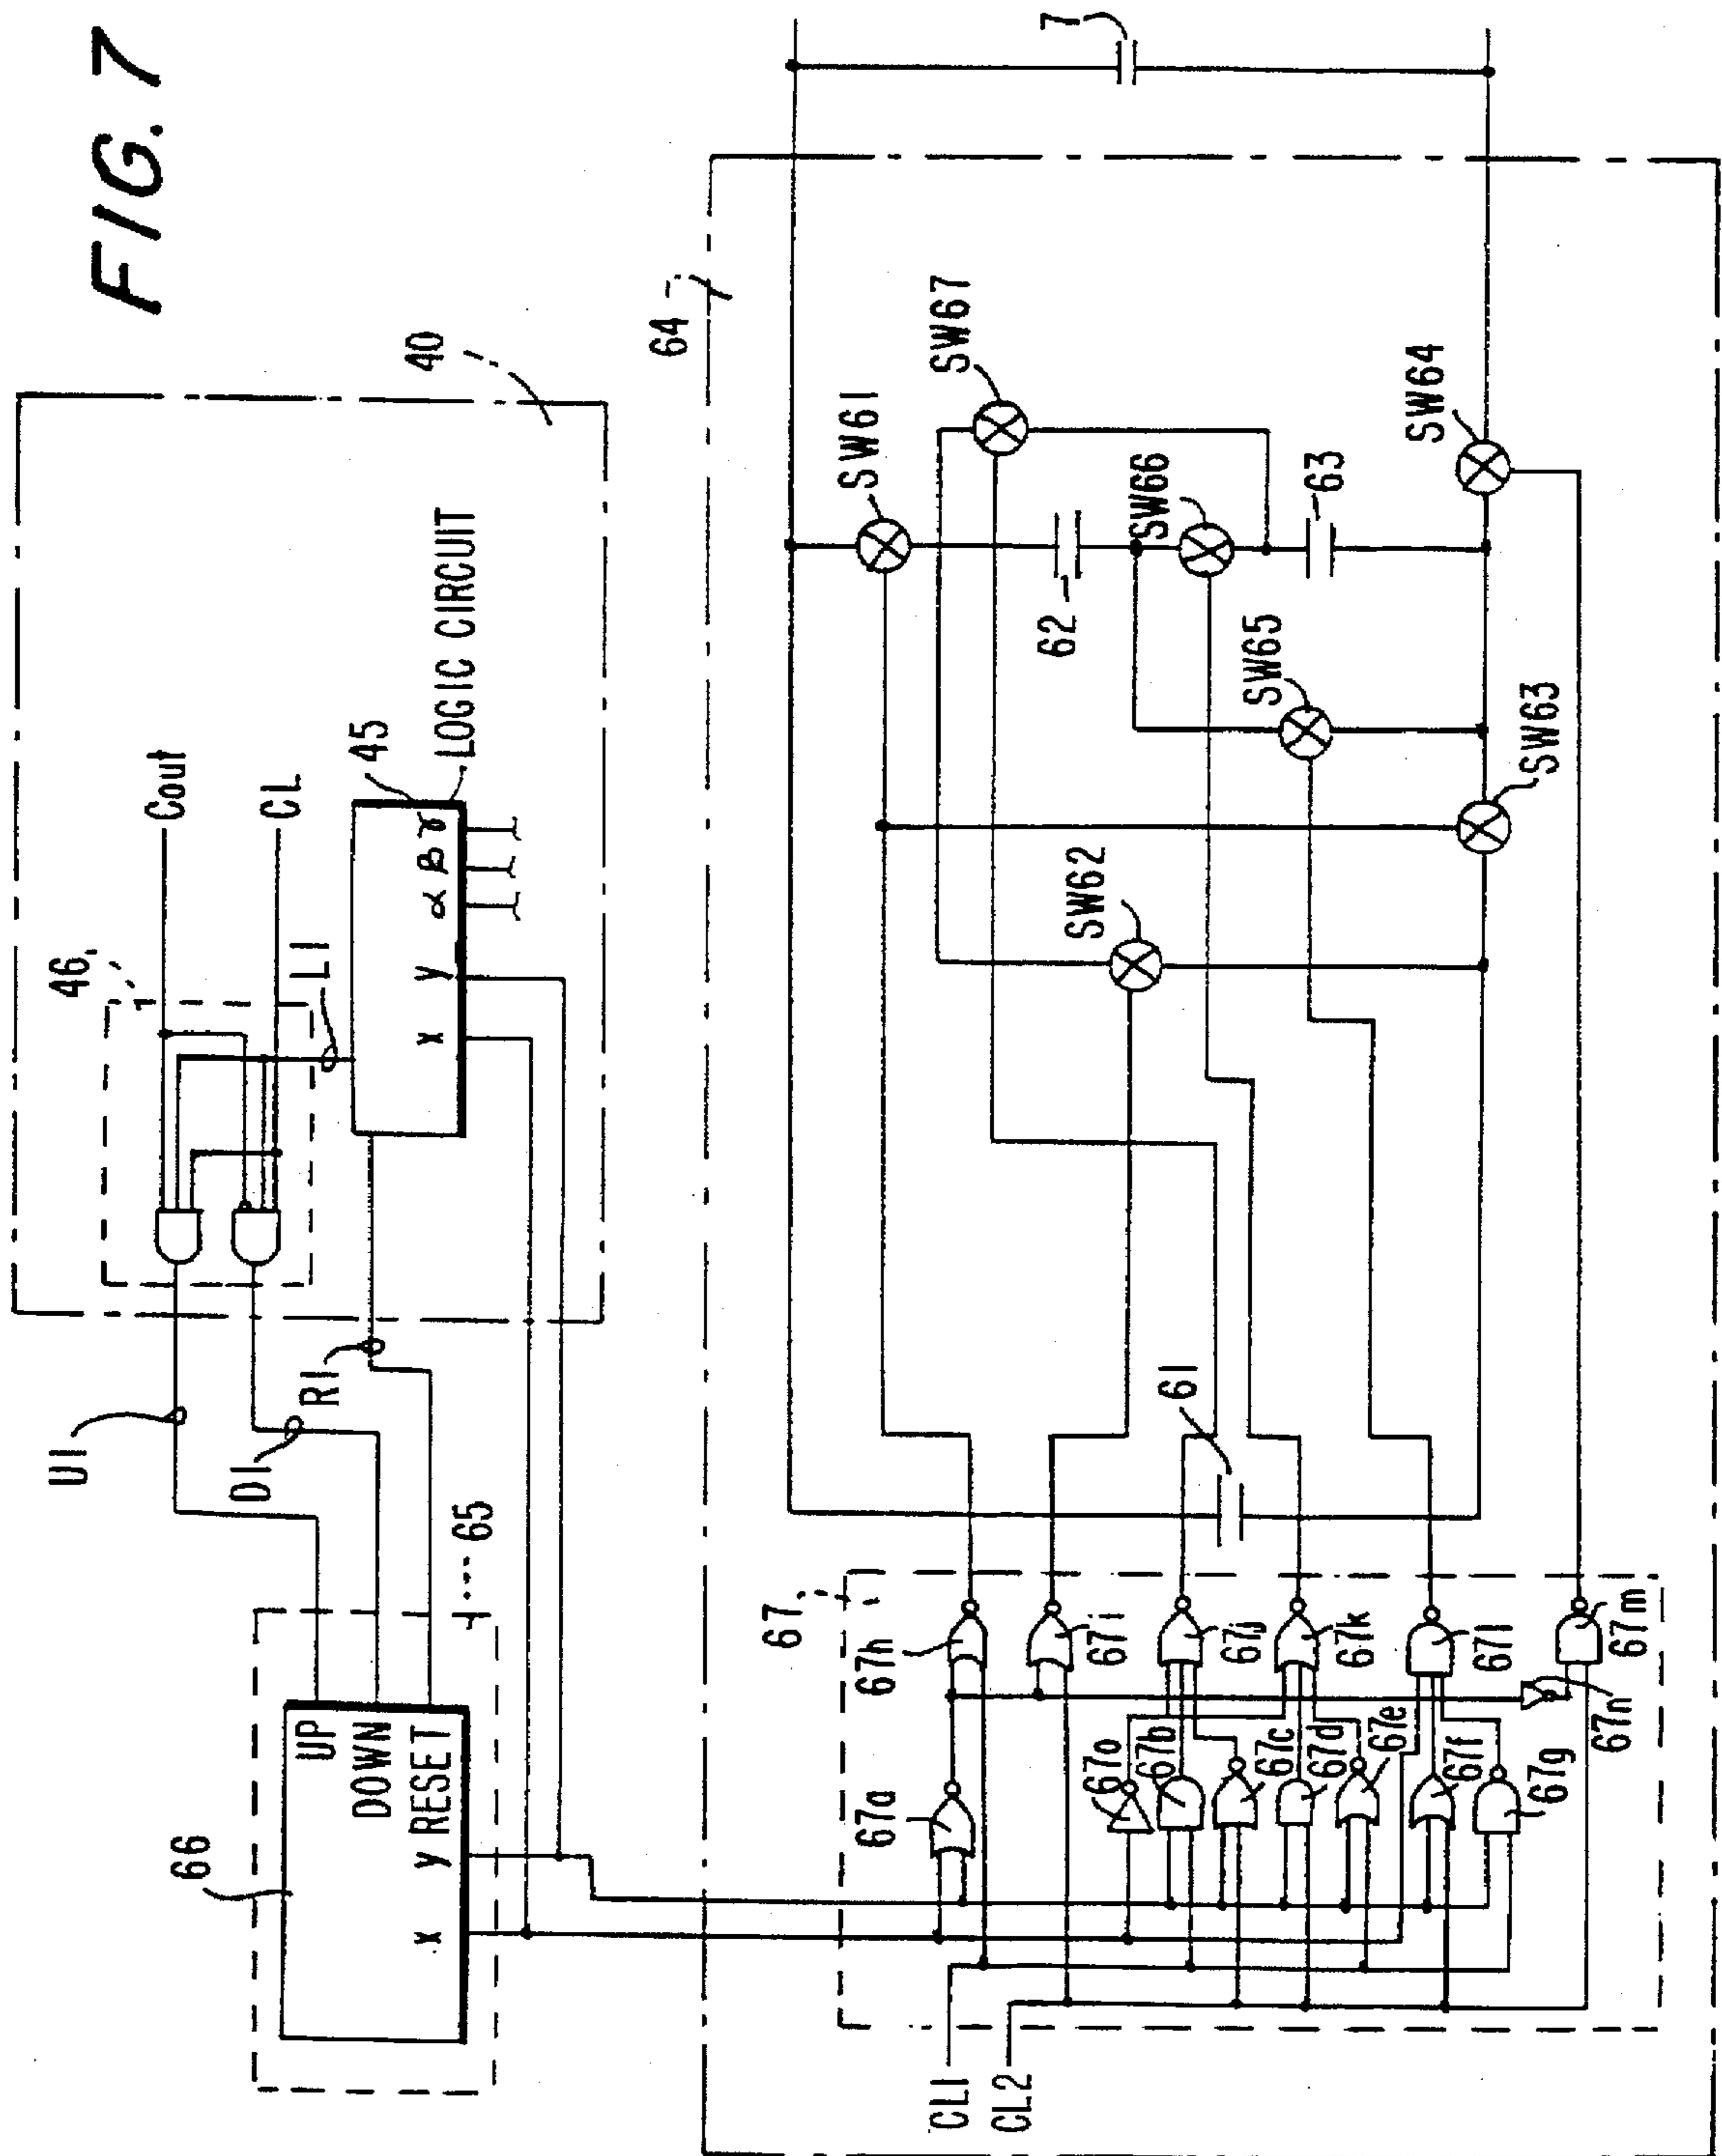 FIG. 7
40
Cout
CL
46
L1
45
LOGIC CIRCUIT
x y α β γ
U1
D1
R1
65
66
UP
DOWN
RESET
x y
64
7
SW61
SW67
62
SW66
63
SW64
SW65
SW63
SW62
61
67
67h
67i
67j
67k
67l
67m
67a
67o
67b
67c
67d
67e
67f
67g
67n
CL1
CL2